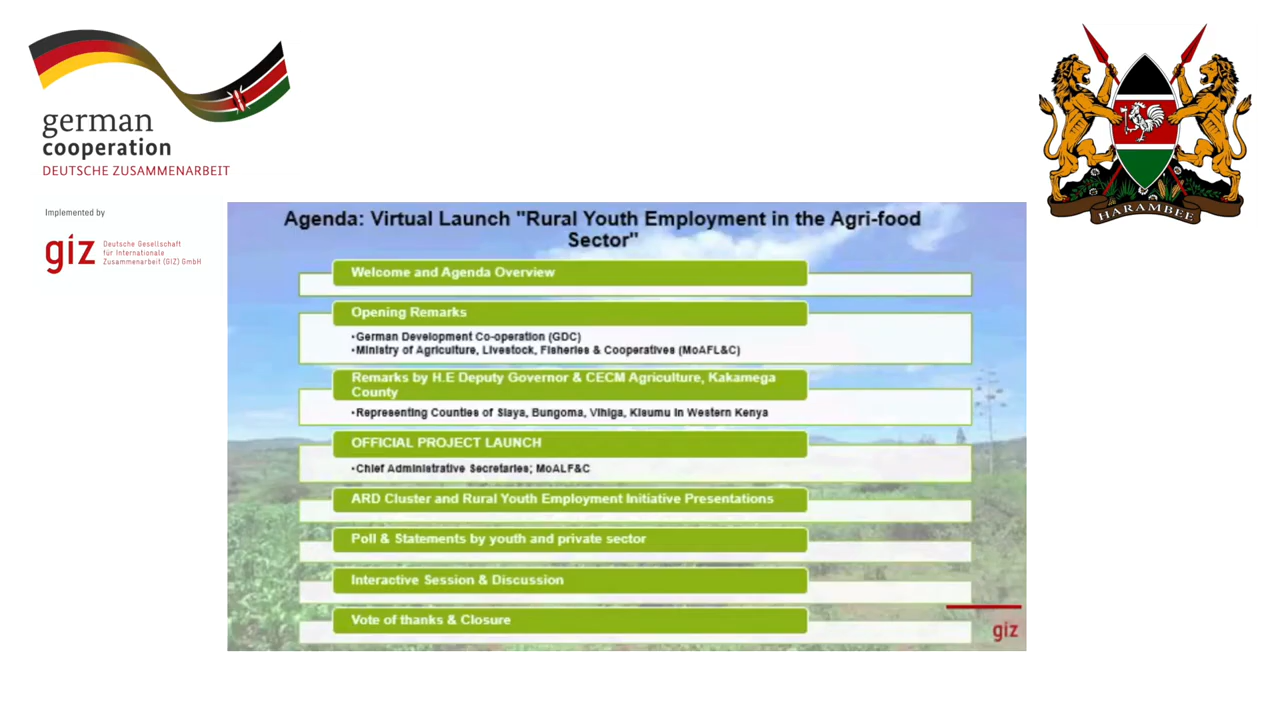 german
cooperation
DEUTSCHE ZUSAMMENARBEIT
Implemented by
giz
Deutsche Gesellschaft
für Internationale
Zusammenarbeit (GIZ) GmbH
HARAMBEE
Agenda: Virtual Launch "Rural Youth Employment in the Agri-food
Sector"
Welcome and Agenda Overview
Opening Remarks
•German Development Co-operation (GDC)
•Ministry of Agriculture, Livestock, Fisheries & Cooperatives (MoAFL&C)
Remarks by H.E Deputy Governor & CECM Agriculture, Kakamega
County
•Representing Counties of Siaya, Bungoma, Vihiga, Kisumu in Western Kenya
OFFICIAL PROJECT LAUNCH
•Chief Administrative Secretaries; MoALF&C
ARD Cluster and Rural Youth Employment Initiative Presentations
Poll & Statements by youth and private sector
Interactive Session & Discussion
Vote of thanks & Closure
giz